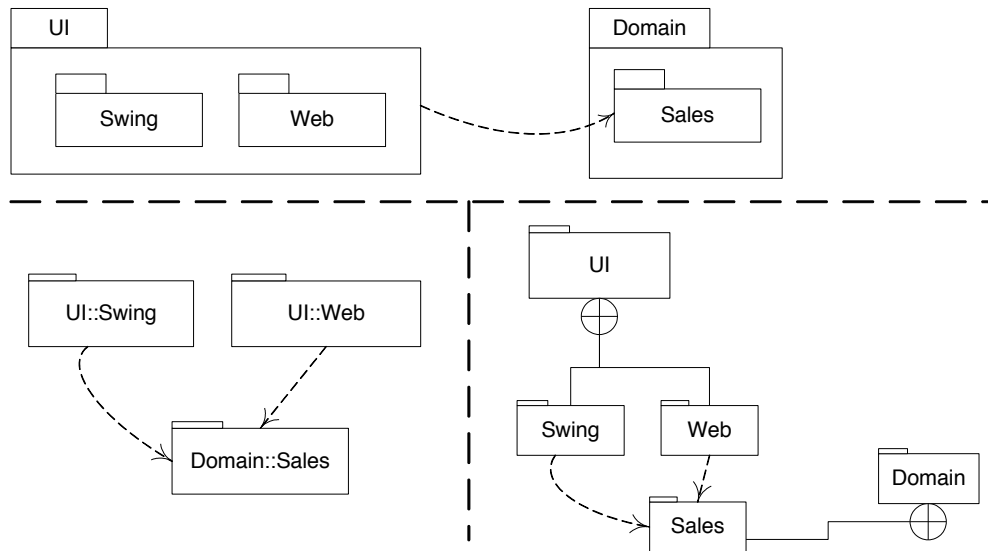 UI
Domain
Swing
Web
Sales
UI
UI::Swing
UI::Web
Swing
Web
Domain::Sales
Domain
Sales